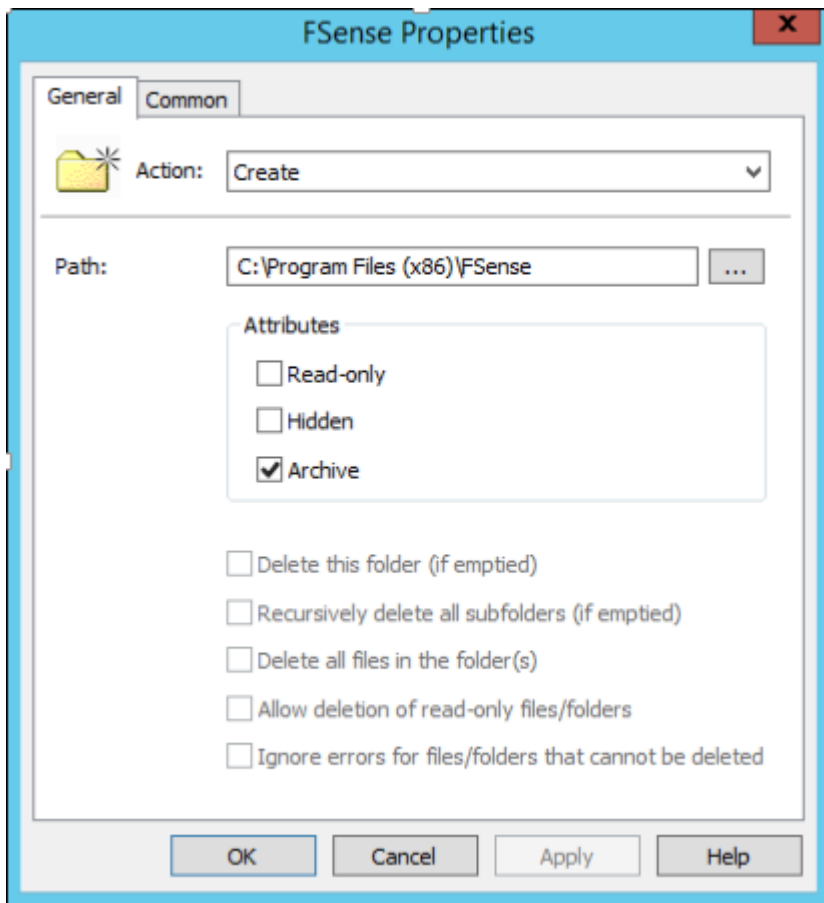 FSense Properties
x
General Common
Action: Create
Path: C:\Program Files (x86)\FSense ...
Attributes
Read-only
Hidden
Archive
Delete this folder (if emptied)
Recursively delete all subfolders (if emptied)
Delete all files in the folder(s)
Allow deletion of read-only files/folders
Ignore errors for files/folders that cannot be deleted
OK Cancel Apply Help